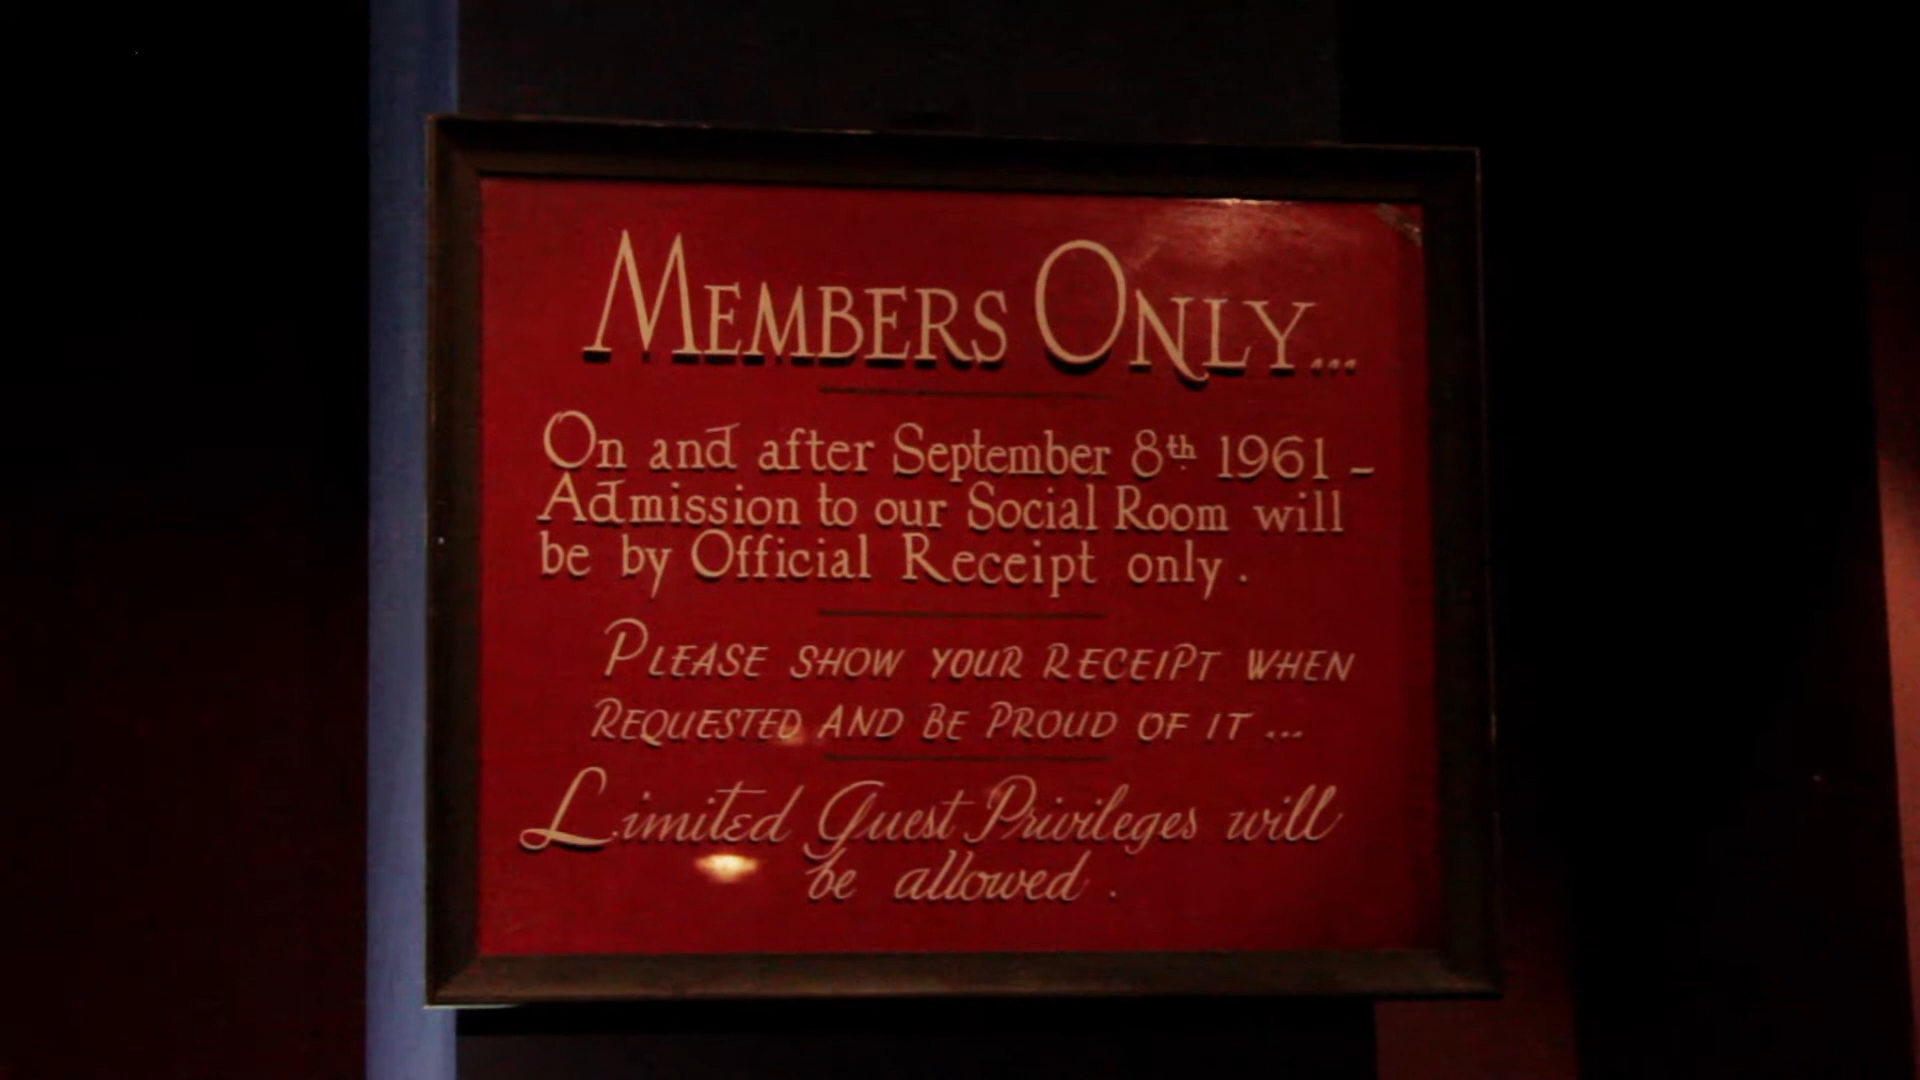 MEMBERS ONLY...
On and after September 8th 1961 -
Admission to our Social Room will
be by Official Receipt only.
PLEASE SHOW YOUR RECEIPT WHEN
REQUESTED AND BE PROUD OF IT...
Limited Guest Privileges will
be allowed.